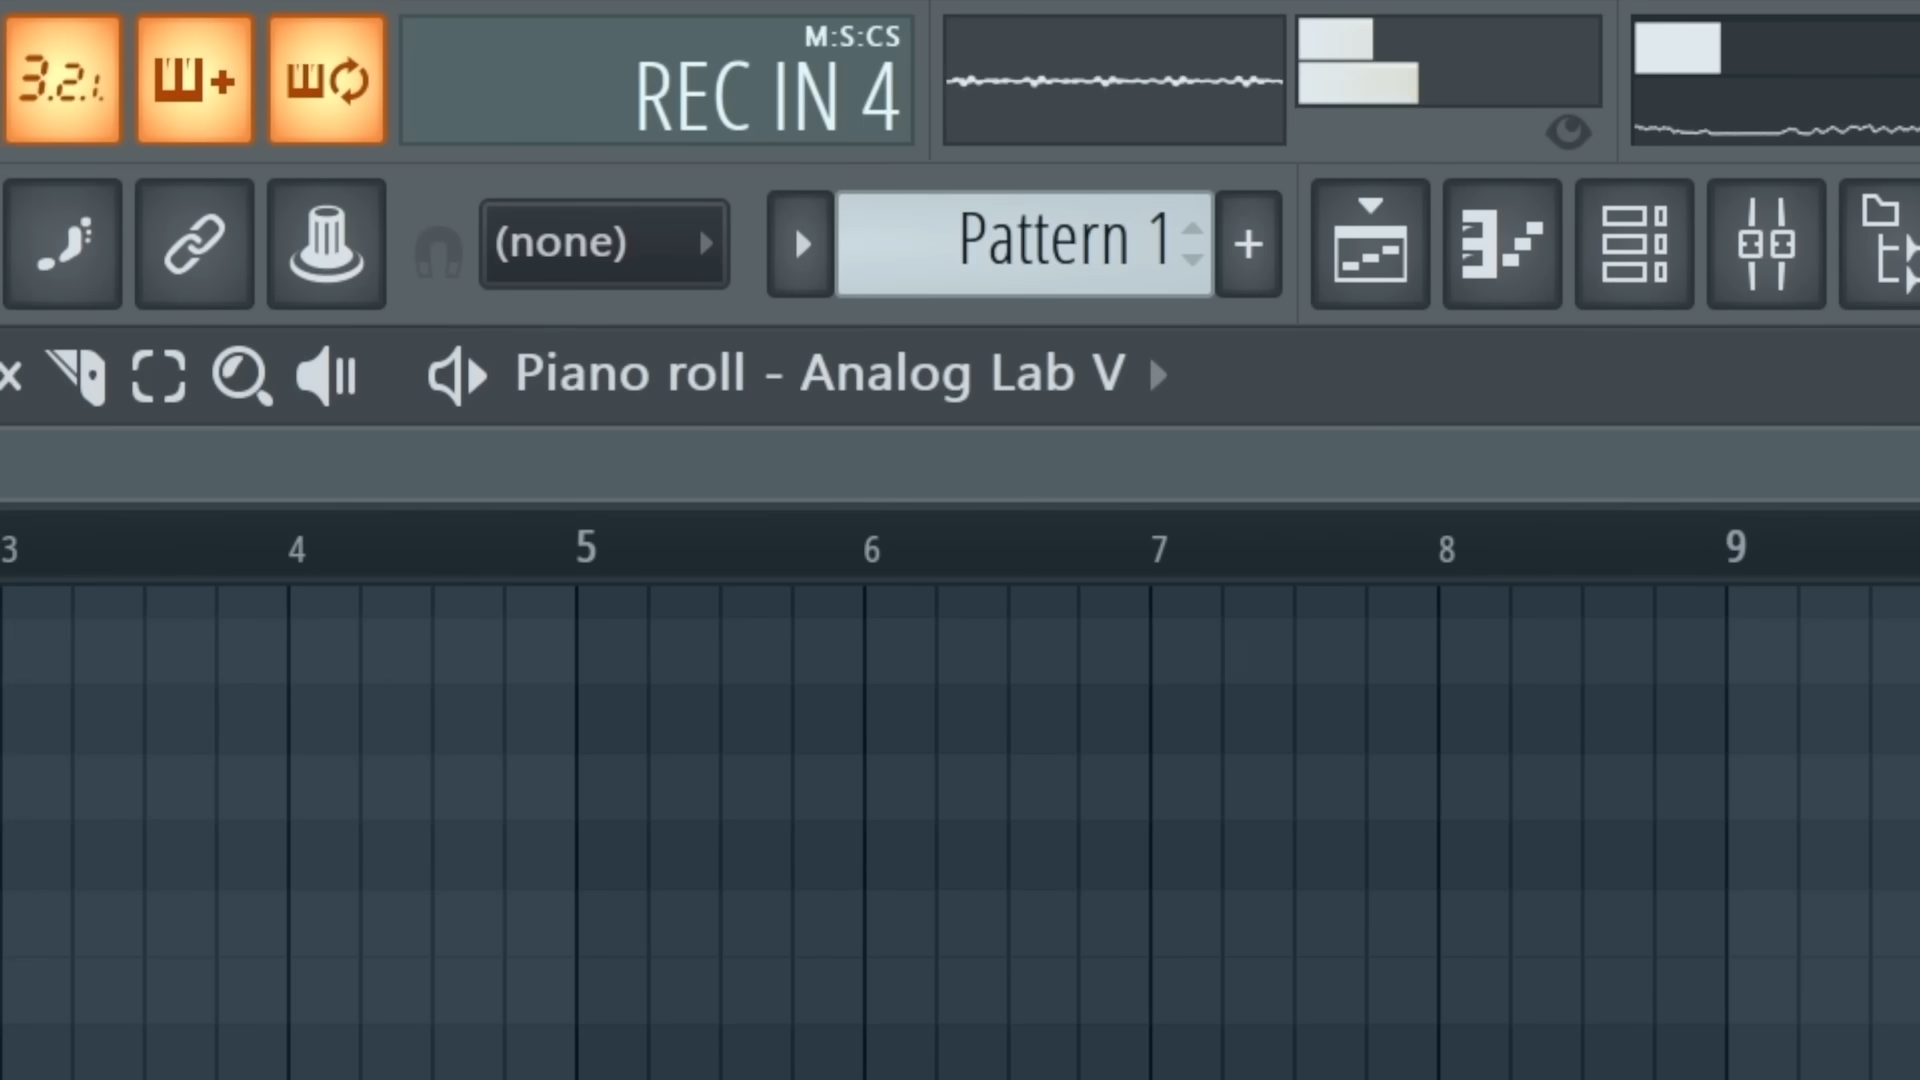 3.2.1.
M:S:CS
REC IN 4
(none)
Pattern 1
Piano roll - Analog Lab V
3 4 5 6 7 8 9